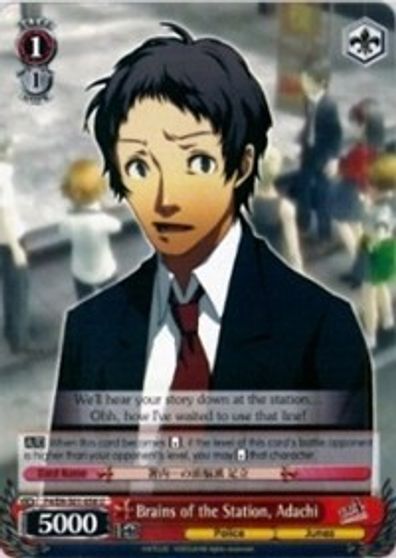 1
1
We'll hear your story down at the station...
Ohh, how I've waited to use that line!
When this card becomes, if the level of this card's battle opponent
is higher than your opponent's level, you may that character.
Card Name
5000
Brains of the Station, Adachi
Police
Junes